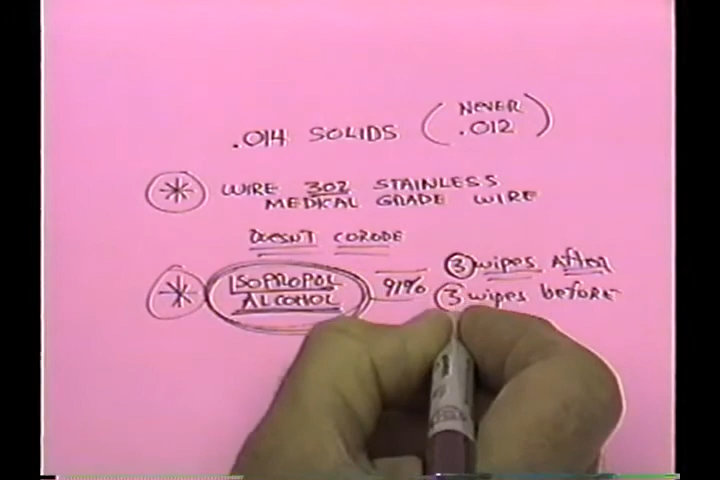 .014 SOLIDS ( NEVER .012 )
WIRE 302 STAINLESS
MEDICAL GRADE WIRE
DOESN'T CORODE
ISOPROPOL ALCOHOL 91%
3 wipes After
3 wipes before